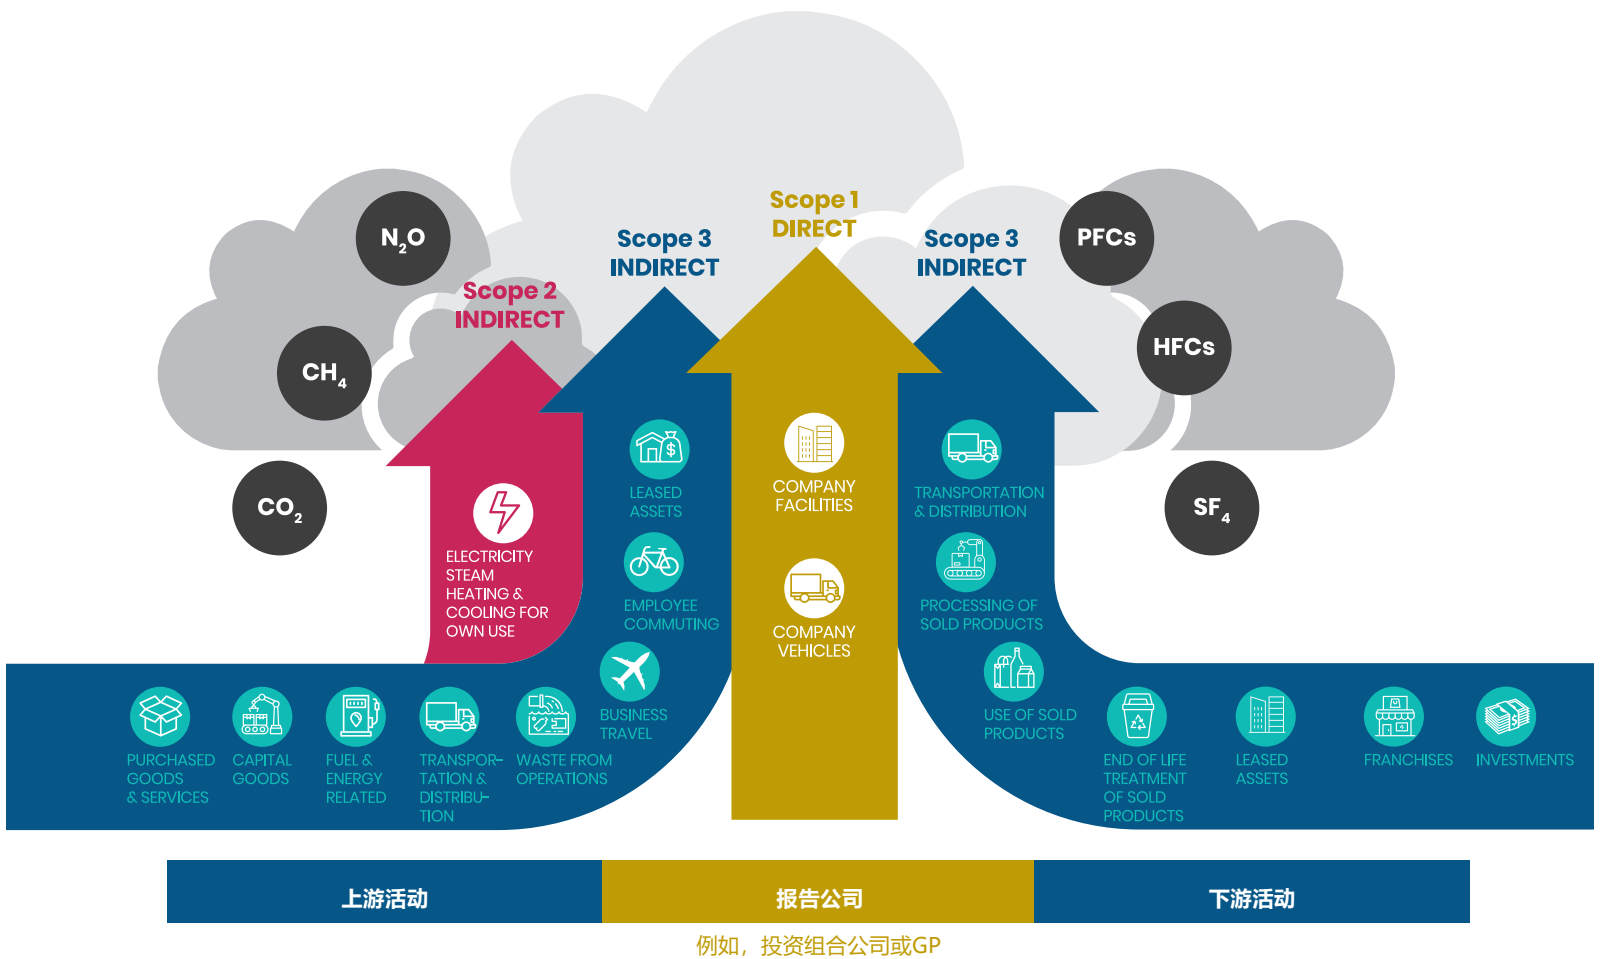 Scope 1
DIRECT
Scope 3
INDIRECT
Scope 3
INDIRECT
Scope 2
INDIRECT
N₂O
CH₄
CO₂
PFCs
HFCs
SF₄
ELECTRICITY
STEAM
HEATING &
COOLING FOR
OWN USE
LEASED
ASSETS
EMPLOYEE
COMMUTING
BUSINESS
TRAVEL
PURCHASED
GOODS
& SERVICES
CAPITAL
GOODS
FUEL &
ENERGY
RELATED
TRANSPOR-
TATION &
DISTRIBU-
TION
WASTE FROM
OPERATIONS
COMPANY
FACILITIES
COMPANY
VEHICLES
TRANSPORTATION
& DISTRIBUTION
PROCESSING OF
SOLD PRODUCTS
USE OF SOLD
PRODUCTS
END OF LIFE
TREATMENT
OF SOLD
PRODUCTS
LEASED
ASSETS
FRANCHISES
INVESTMENTS
上游活动
报告公司
下游活动
例如，投资组合公司或GP